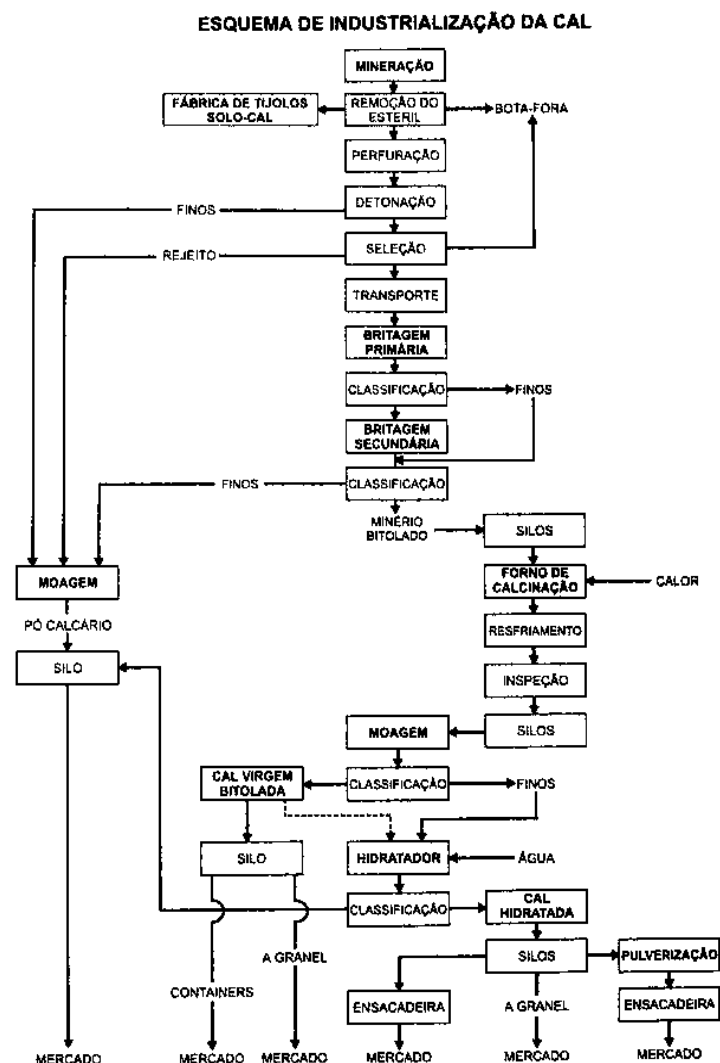 ESQUEMA DE INDUSTRIALIZAÇÃO DA CAL
MINERAÇÃO
FÁBRICA DE TIJOLOS
SOLO-CAL
REMOÇÃO DO
ESTERIL
BOTA-FORA
PERFURAÇÃO
FINOS
DETONAÇÃO
REJEITO
SELEÇÃO
TRANSPORTE
BRITAGEM
PRIMÁRIA
CLASSIFICAÇÃO
FINOS
BRITAGEM
SECUNDÁRIA
FINOS
CLASSIFICAÇÃO
MINÉRIO
BITOLADO
SILOS
MOAGEM
FORNO DE
CALCINAÇÃO
CALOR
PÓ CALCÁRIO
RESFRIAMENTO
SILO
INSPEÇÃO
MOAGEM
SILOS
CAL VIRGEM
BITOLADA
CLASSIFICAÇÃO
FINOS
SILO
HIDRATADOR
ÁGUA
CLASSIFICAÇÃO
CAL
HIDRATADA
A GRANEL
SILOS
PULVERIZAÇÃO
CONTAINERS
ENSACADEIRA
A GRANEL
ENSACADEIRA
MERCADO
MERCADO
MERCADO
MERCADO
MERCADO
MERCADO